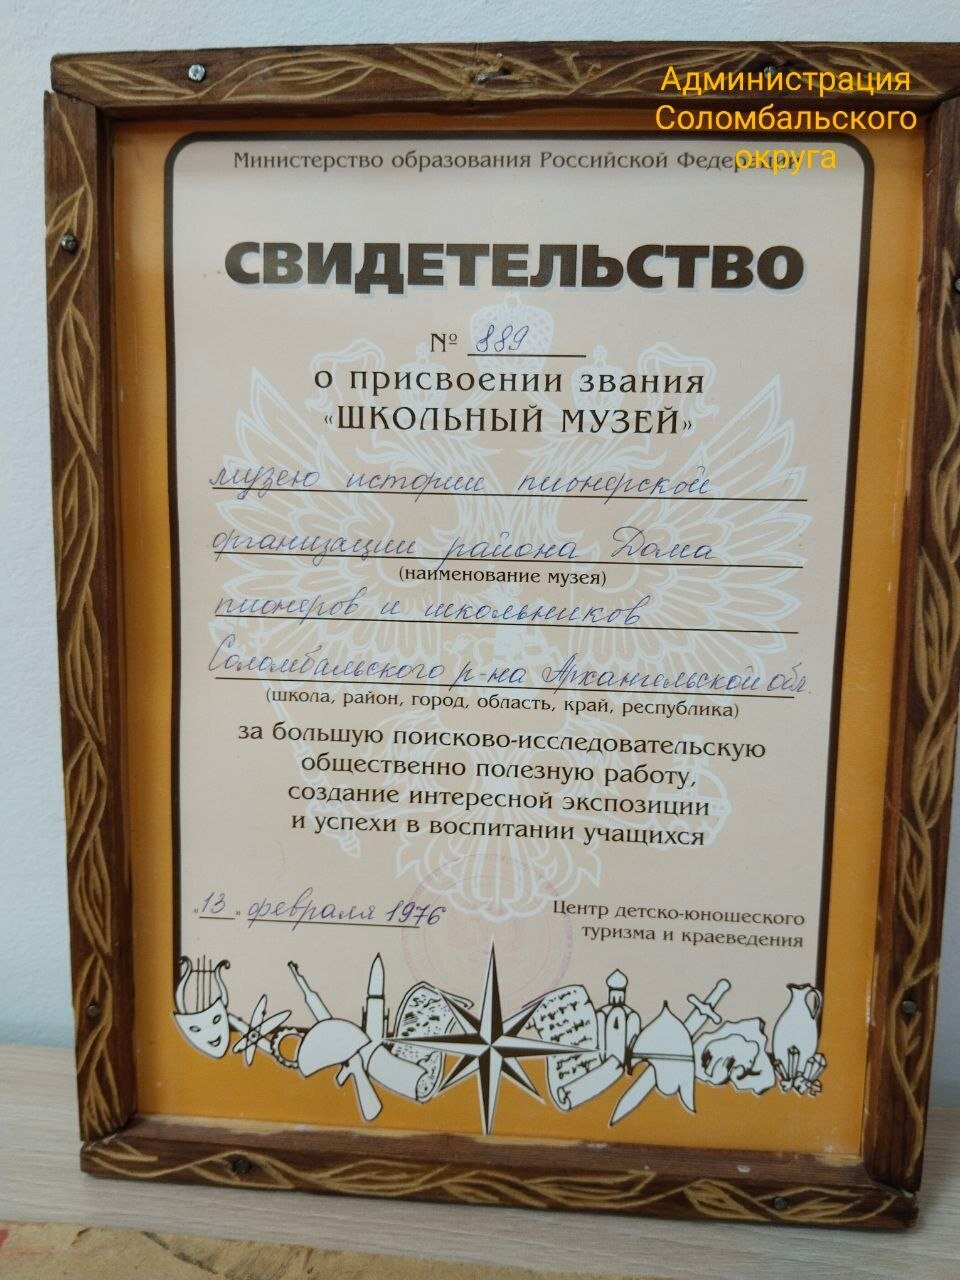 Администрация
Соломбальского
округа
Министерство образования Российской Федерации
СВИДЕТЕЛЬСТВО
№ 889
о присвоении звания
«ШКОЛЬНЫЙ МУЗЕЙ»
музею истории пионерской
организации района Дома
(наименование музея)
пионеров и школьников
Соломбальского р-на Архангельской обл.
(школа, район, город, область, край, республика)
за большую поисково-исследовательскую
общественно полезную работу,
создание интересной экспозиции
и успехи в воспитании учащихся
„13„ февраля 1976
Центр детско-юношеского
туризма и краеведения